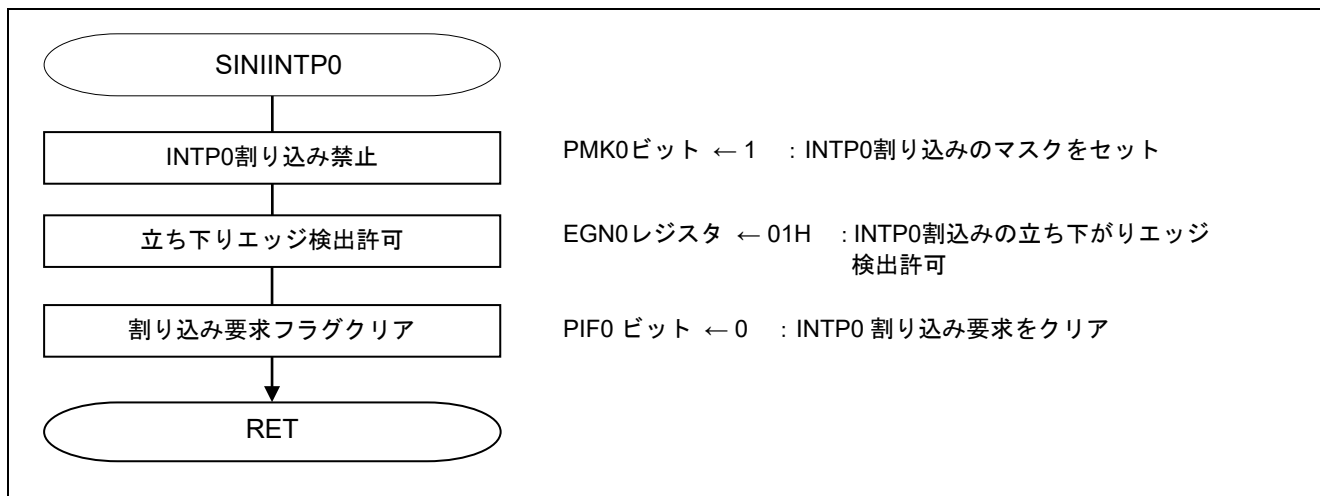 SINIINTP0
INTP0割り込み禁止
PMK0ビット ← 1 : INTP0割り込みのマスクをセット
立ち下りエッジ検出許可
EGN0レジスタ ← 01H : INTP0割込みの立ち下がりエッジ
検出許可
割り込み要求フラグクリア
PIF0 ビット ← 0 : INTP0 割り込み要求をクリア
RET